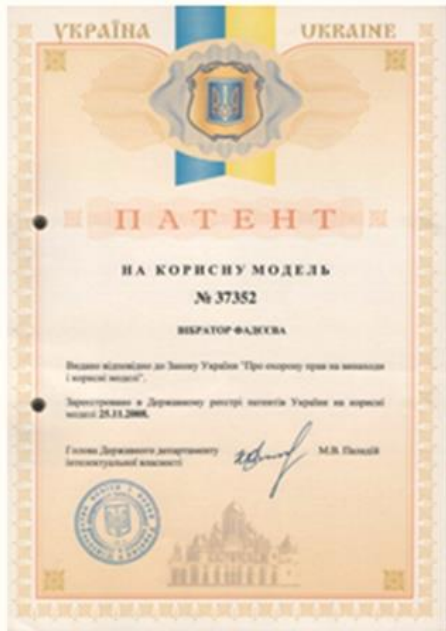 УКРАЇНА
UKRAINE
ПАТЕНТ
НА КОРИСНУ МОДЕЛЬ
№ 37352
ВІБРАТОР ФАДЄЄВА
Видано відповідно до Закону України "Про охорону прав на винаходи
і корисні моделі".
Зареєстровано в Державному реєстрі патентів України на корисні
моделі 25.11.2008.
Голова Державного департаменту
інтелектуальної власності
М.В. Паладій